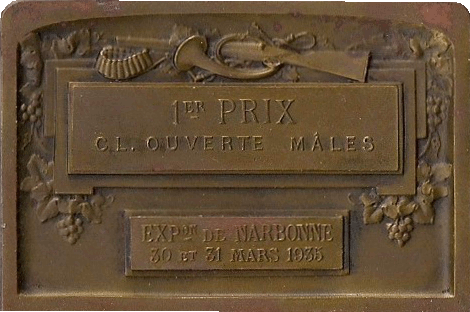 1ER PRIX
CL. OUVERTE MÂLES
EXPON DE NARBONNE
30 ET 31 MARS 1935